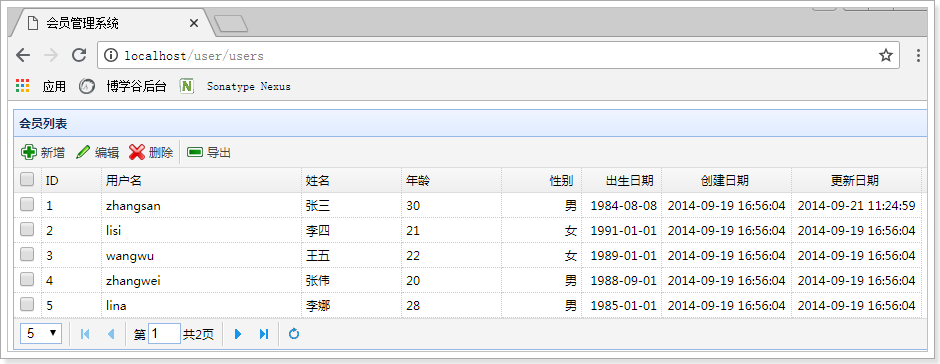 会员管理系统
localhost/user/users
应用 博学谷后台 Sonatype Nexus
会员列表
新增 编辑 删除 导出
ID 用户名 姓名 年龄 性别 出生日期 创建日期 更新日期
1 zhangsan 张三 30 男 1984-08-08 2014-09-19 16:56:04 2014-09-21 11:24:59
2 lisi 李四 21 女 1991-01-01 2014-09-19 16:56:04 2014-09-19 16:56:04
3 wangwu 王五 22 女 1989-01-01 2014-09-19 16:56:04 2014-09-19 16:56:04
4 zhangwei 张伟 20 男 1988-09-01 2014-09-19 16:56:04 2014-09-19 16:56:04
5 lina 李娜 28 男 1985-01-01 2014-09-19 16:56:04 2014-09-19 16:56:04
5 第 1 共2页